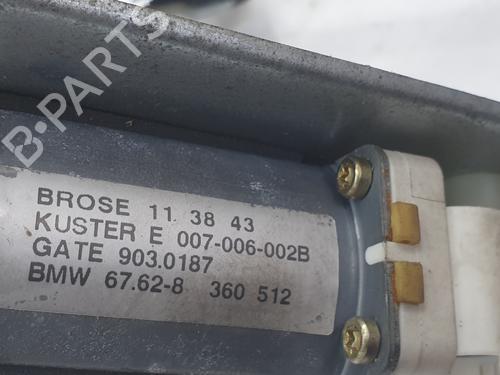 B-PARTS
BROSE 11 38 43
KUSTER E 007-006-002B
GATE 903.0187
BMW 67.62-8 360 512